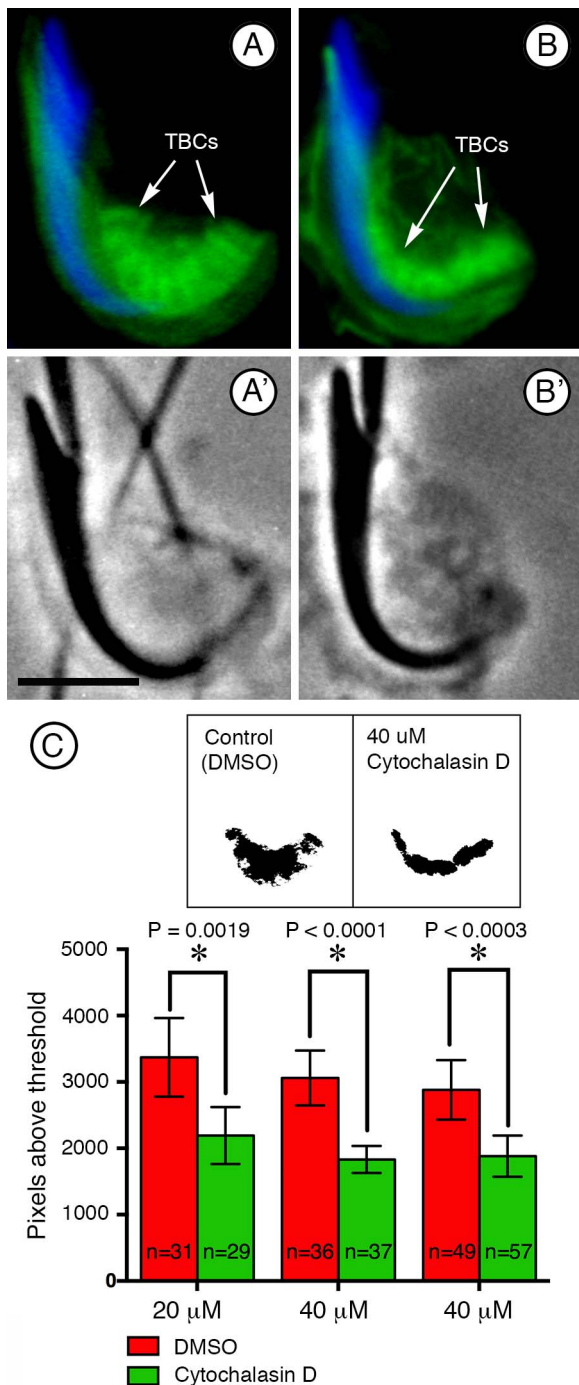 A
B
TBCs
TBCs
A'
B'
C
Control
(DMSO)
40 uM
Cytochalasin D
P = 0.0019
P < 0.0001
P < 0.0003
*
*
*
Pixels above threshold
5000
4000
3000
2000
1000
0
n=31
n=29
n=36
n=37
n=49
n=57
20 μM
40 μM
40 μM
DMSO
Cytochalasin D